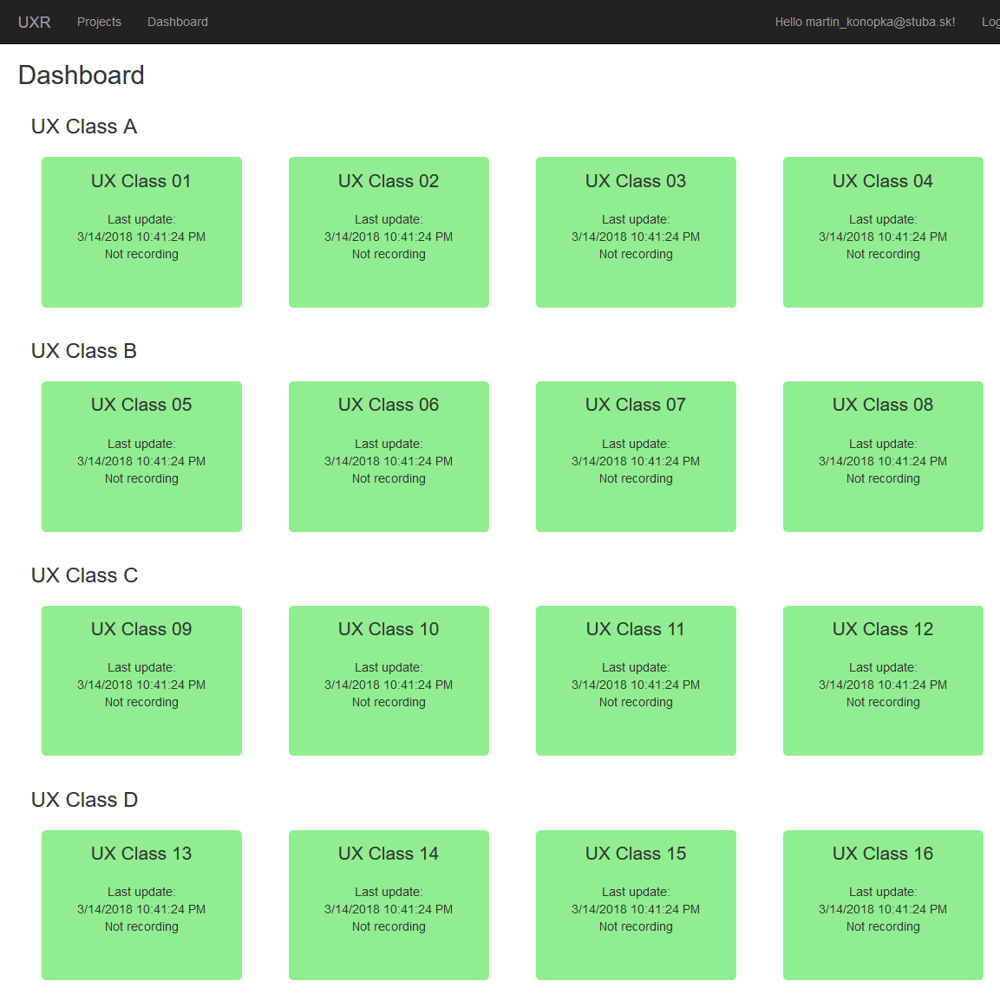 UXR Projects Dashboard Hello martin_konopka@stuba.sk! Log
Dashboard
UX Class A
UX Class 01
Last update:
3/14/2018 10:41:24 PM
Not recording
UX Class 02
Last update:
3/14/2018 10:41:24 PM
Not recording
UX Class 03
Last update:
3/14/2018 10:41:24 PM
Not recording
UX Class 04
Last update:
3/14/2018 10:41:24 PM
Not recording
UX Class B
UX Class 05
Last update:
3/14/2018 10:41:24 PM
Not recording
UX Class 06
Last update:
3/14/2018 10:41:24 PM
Not recording
UX Class 07
Last update:
3/14/2018 10:41:24 PM
Not recording
UX Class 08
Last update:
3/14/2018 10:41:24 PM
Not recording
UX Class C
UX Class 09
Last update:
3/14/2018 10:41:24 PM
Not recording
UX Class 10
Last update:
3/14/2018 10:41:24 PM
Not recording
UX Class 11
Last update:
3/14/2018 10:41:24 PM
Not recording
UX Class 12
Last update:
3/14/2018 10:41:24 PM
Not recording
UX Class D
UX Class 13
Last update:
3/14/2018 10:41:24 PM
Not recording
UX Class 14
Last update:
3/14/2018 10:41:24 PM
Not recording
UX Class 15
Last update:
3/14/2018 10:41:24 PM
Not recording
UX Class 16
Last update:
3/14/2018 10:41:24 PM
Not recording